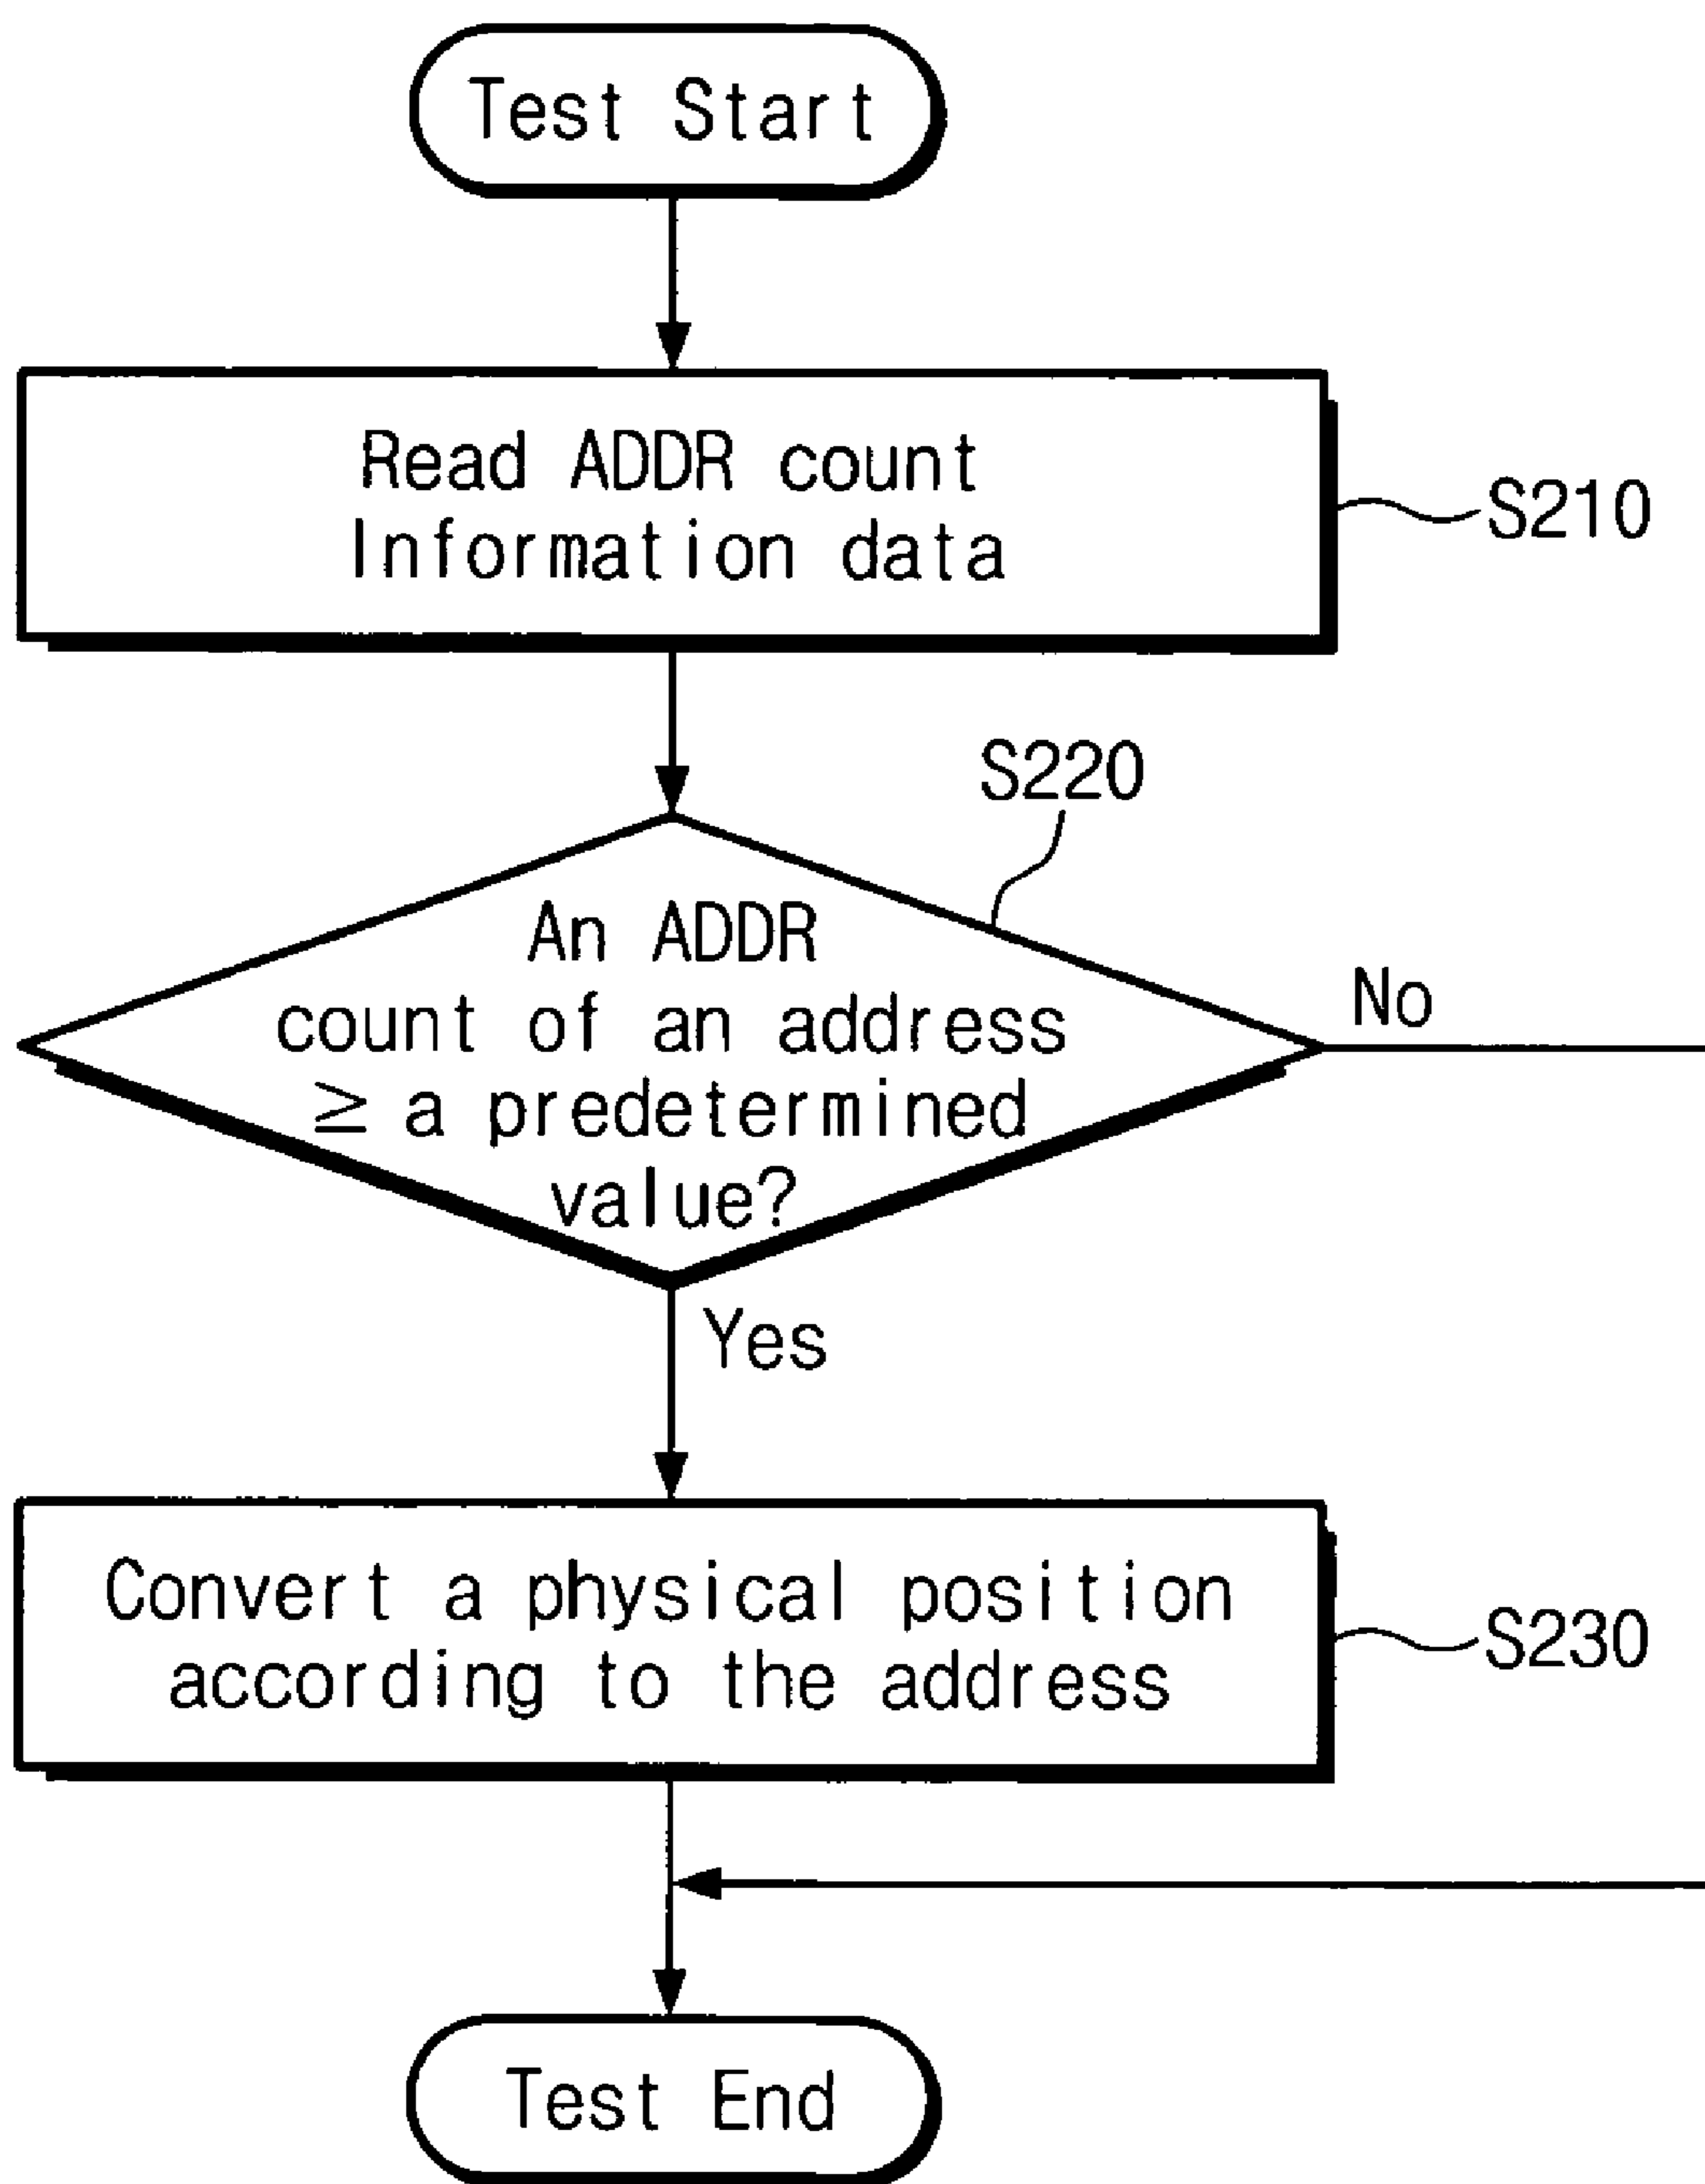 Test Start
Read ADDR count
Information data
S210
S220
An ADDR
count of an address
≥ a predetermined
value?
No
Yes
Convert a physical position
according to the address
S230
Test End